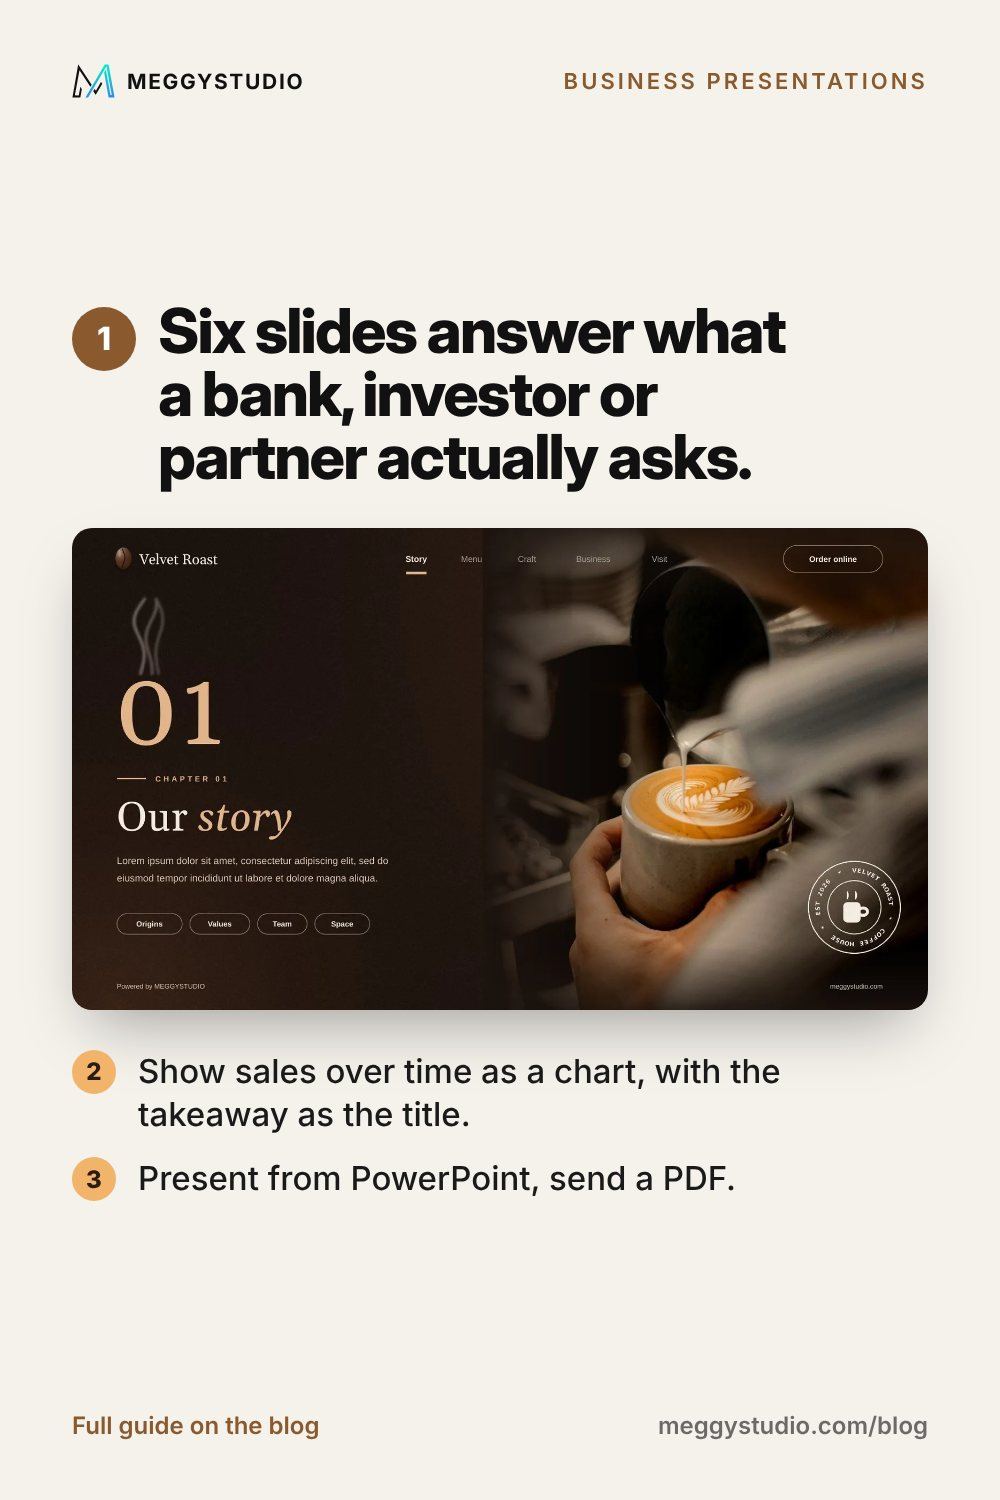 MEGGYSTUDIO
BUSINESS PRESENTATIONS
1
Six slides answer what
a bank, investor or
partner actually asks.
Velvet Roast
Story
Menu
Craft
Business
Visit
Order online
01
CHAPTER 01
Our story
Lorem ipsum dolor sit amet, consectetur adipiscing elit, sed do
eiusmod tempor incididunt ut labore et dolore magna aliqua.
Origins
Values
Team
Space
VELVET ROAST
COFFEE HOUSE
EST 2026
Powered by MEGGYSTUDIO
meggystudio.com
2
Show sales over time as a chart, with the
takeaway as the title.
3
Present from PowerPoint, send a PDF.
Full guide on the blog
meggystudio.com/blog